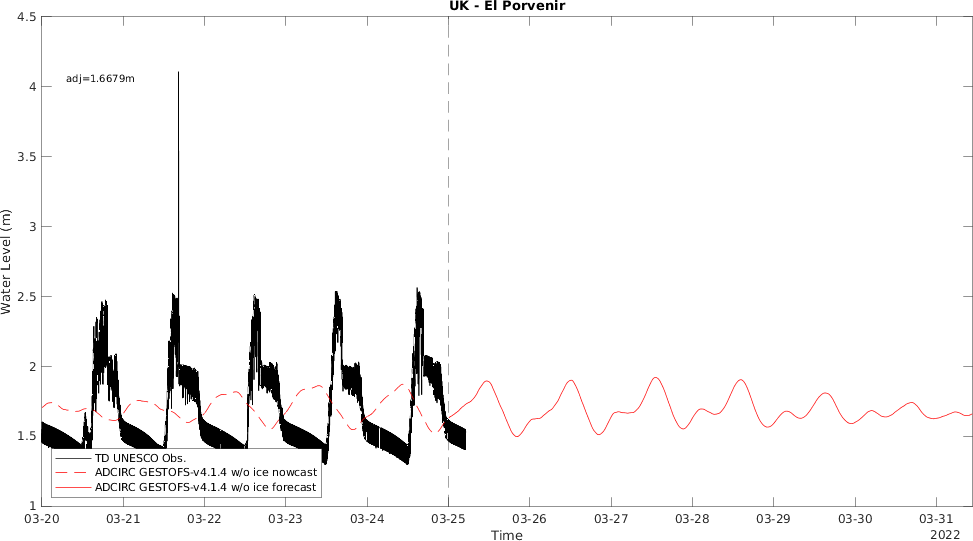 UK - El Porvenir
4.5
4
3.5
3
2.5
2
1.5
1
Water Level (m)
adj=1.6679m
TD UNESCO Obs.
ADCIRC GESTOFS-v4.1.4 w/o ice nowcast
ADCIRC GESTOFS-v4.1.4 w/o ice forecast
03-20 03-21 03-22 03-23 03-24 03-25 03-26 03-27 03-28 03-29 03-30 03-31
Time
2022